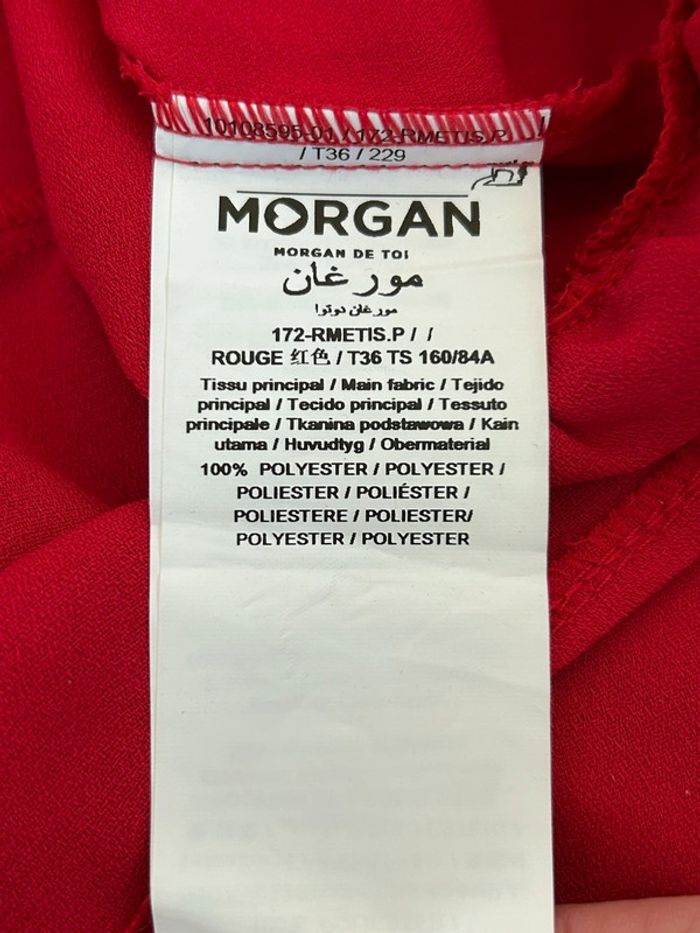 10108595-01 / 172-RMETIS.P
/ T36 / 229
MORGAN
MORGAN DE TOI
مورغان
مورغان دوتوا
172-RMETIS.P / /
ROUGE 红色 / T36 TS 160/84A
Tissu principal / Main fabric / Tejido
principal / Tecido principal / Tessuto
principale / Tkanina podstawowa / Kain
utama / Huvudtyg / Obermaterial
100% POLYESTER / POLYESTER /
POLIESTER / POLIÉSTER /
POLIESTERE / POLIESTER/
POLYESTER / POLYESTER